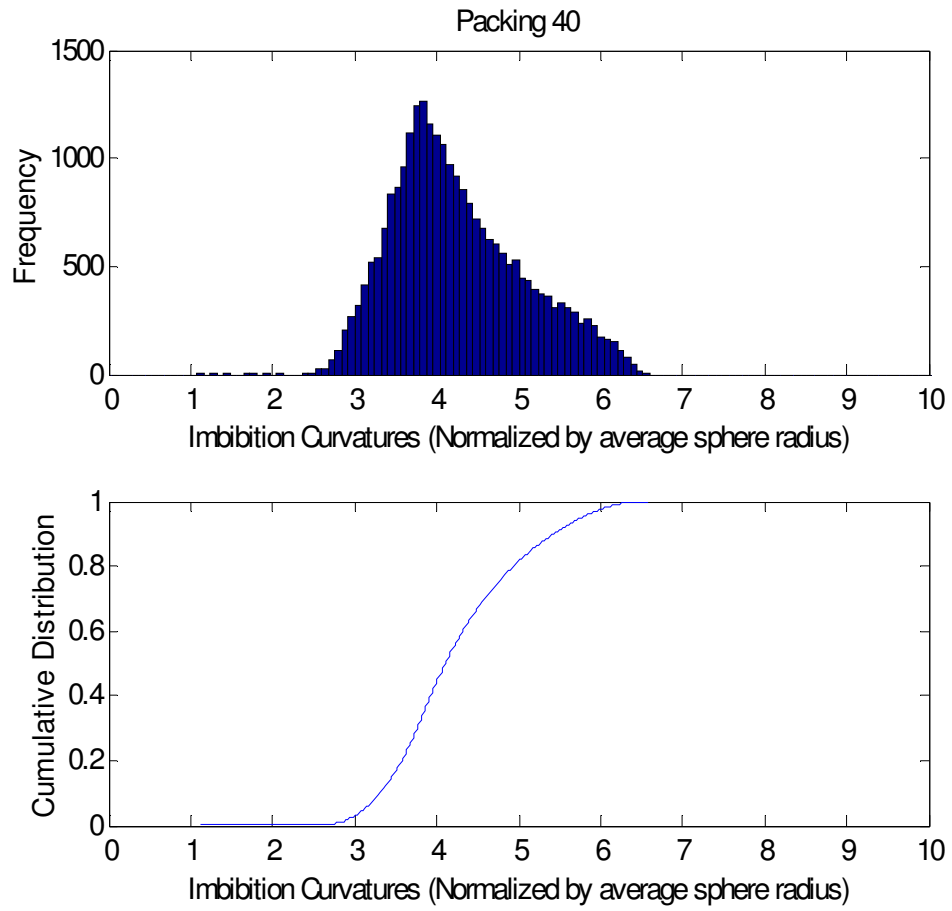 Packing 40
1500
1000
500
0
Frequency
0 1 2 3 4 5 6 7 8 9 10
Imbibition Curvatures (Normalized by average sphere radius)
1
0.8
0.6
0.4
0.2
0
Cumulative Distribution
0 1 2 3 4 5 6 7 8 9 10
Imbibition Curvatures (Normalized by average sphere radius)